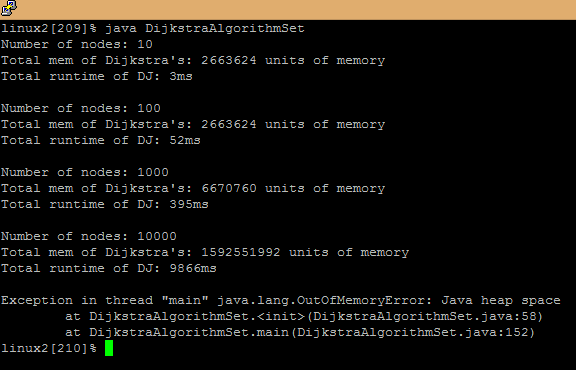 linux2[209]% java DijkstraAlgorithmSet
Number of nodes: 10
Total mem of Dijkstra's: 2663624 units of memory
Total runtime of DJ: 3ms
Number of nodes: 100
Total mem of Dijkstra's: 2663624 units of memory
Total runtime of DJ: 52ms
Number of nodes: 1000
Total mem of Dijkstra's: 6670760 units of memory
Total runtime of DJ: 395ms
Number of nodes: 10000
Total mem of Dijkstra's: 1592551992 units of memory
Total runtime of DJ: 9866ms
Exception in thread "main" java.lang.OutOfMemoryError: Java heap space
        at DijkstraAlgorithmSet.<init>(DijkstraAlgorithmSet.java:58)
        at DijkstraAlgorithmSet.main(DijkstraAlgorithmSet.java:152)
linux2[210]%